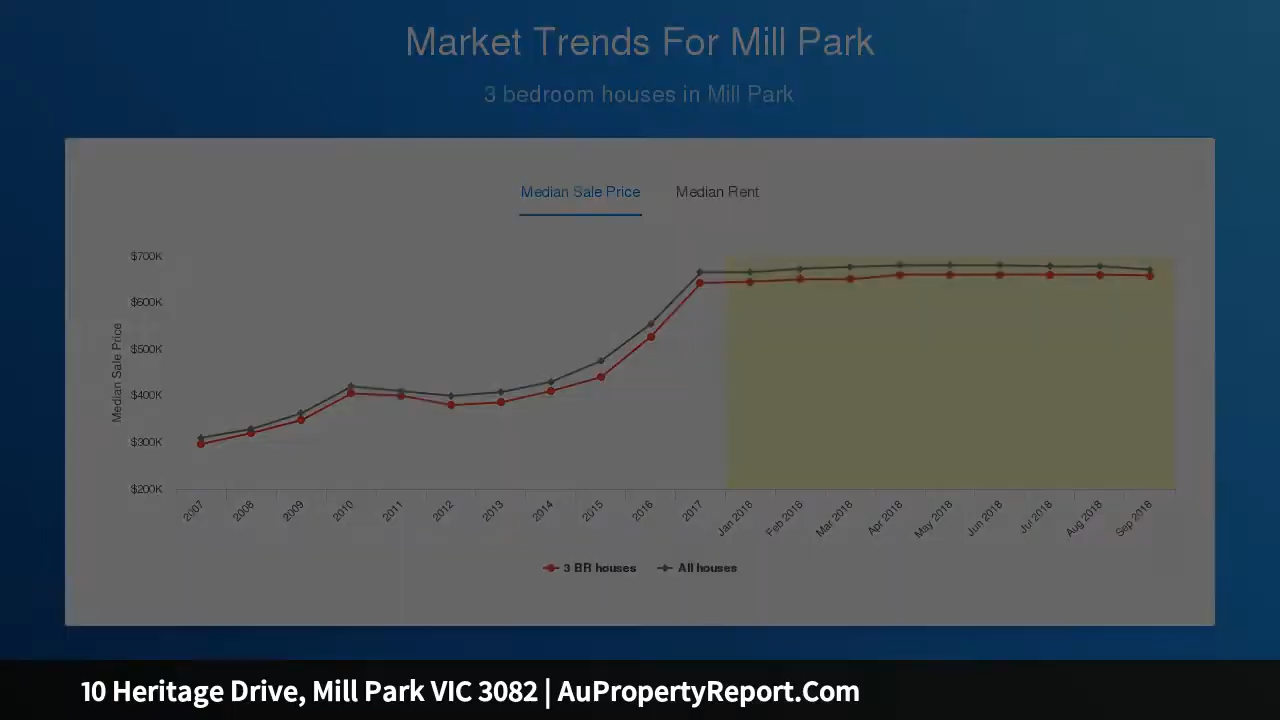 Market Trends For Mill Park
3 bedroom houses in Mill Park
Median Sale Price Median Rent
$700K
$600K
$500K
$400K
$300K
$200K
Median Sale Price
2007 2008 2009 2010 2011 2012 2013 2014 2015 2016 2017 Jan 2018 Feb 2018 Mar 2018 Apr 2018 May 2018 Jun 2018 Jul 2018 Aug 2018 Sep 2018
3 BR houses All houses
10 Heritage Drive, Mill Park VIC 3082 | AuPropertyReport.Com